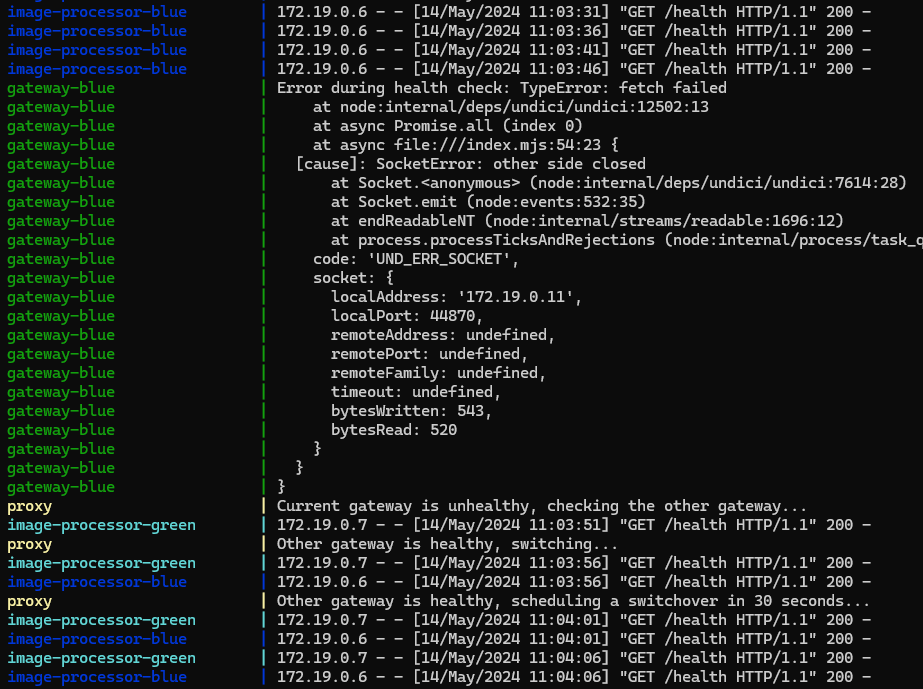 image-processor-blue | 172.19.0.6 - - [14/May/2024 11:03:31] "GET /health HTTP/1.1" 200 -
image-processor-blue | 172.19.0.6 - - [14/May/2024 11:03:36] "GET /health HTTP/1.1" 200 -
image-processor-blue | 172.19.0.6 - - [14/May/2024 11:03:41] "GET /health HTTP/1.1" 200 -
image-processor-blue | 172.19.0.6 - - [14/May/2024 11:03:46] "GET /health HTTP/1.1" 200 -
gateway-blue | Error during health check: TypeError: fetch failed
gateway-blue | at node:internal/deps/undici/undici:12502:13
gateway-blue | at async Promise.all (index 0)
gateway-blue | at async file:///index.mjs:54:23 {
gateway-blue | [cause]: SocketError: other side closed
gateway-blue | at Socket.<anonymous> (node:internal/deps/undici/undici:7614:28)
gateway-blue | at Socket.emit (node:events:532:35)
gateway-blue | at endReadableNT (node:internal/streams/readable:1696:12)
gateway-blue | at process.processTicksAndRejections (node:internal/process/task_q
gateway-blue | code: 'UND_ERR_SOCKET',
gateway-blue | socket: {
gateway-blue | localAddress: '172.19.0.11',
gateway-blue | localPort: 44870,
gateway-blue | remoteAddress: undefined,
gateway-blue | remotePort: undefined,
gateway-blue | remoteFamily: undefined,
gateway-blue | timeout: undefined,
gateway-blue | bytesWritten: 543,
gateway-blue | bytesRead: 520
gateway-blue | }
gateway-blue | }
gateway-blue | }
proxy | Current gateway is unhealthy, checking the other gateway...
image-processor-green | 172.19.0.7 - - [14/May/2024 11:03:51] "GET /health HTTP/1.1" 200 -
proxy | Other gateway is healthy, switching...
image-processor-green | 172.19.0.7 - - [14/May/2024 11:03:56] "GET /health HTTP/1.1" 200 -
image-processor-blue | 172.19.0.6 - - [14/May/2024 11:03:56] "GET /health HTTP/1.1" 200 -
proxy | Other gateway is healthy, scheduling a switchover in 30 seconds...
image-processor-green | 172.19.0.7 - - [14/May/2024 11:04:01] "GET /health HTTP/1.1" 200 -
image-processor-blue | 172.19.0.6 - - [14/May/2024 11:04:01] "GET /health HTTP/1.1" 200 -
image-processor-green | 172.19.0.7 - - [14/May/2024 11:04:06] "GET /health HTTP/1.1" 200 -
image-processor-blue | 172.19.0.6 - - [14/May/2024 11:04:06] "GET /health HTTP/1.1" 200 -